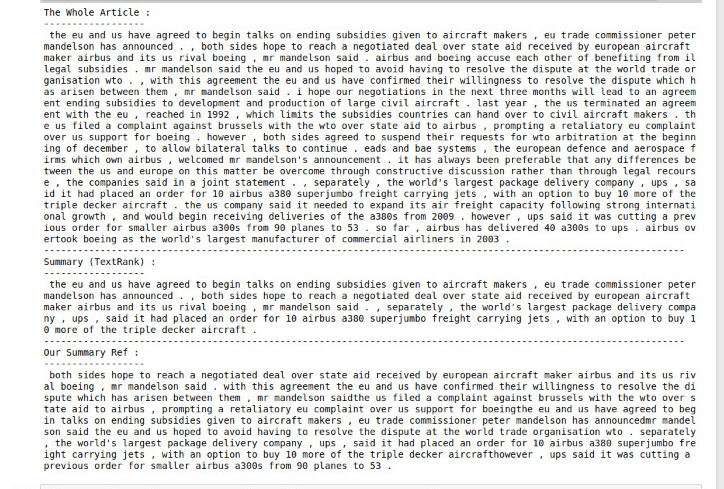 The Whole Article :
------------------
the eu and us have agreed to begin talks on ending subsidies given to aircraft makers , eu trade commissioner peter
mandelson has announced . , both sides hope to reach a negotiated deal over state aid received by european aircraft
maker airbus and its us rival boeing , mr mandelson said . airbus and boeing accuse each other of benefiting from il
legal subsidies . mr mandelson said the eu and us hoped to avoid having to resolve the dispute at the world trade or
ganisation wto . , with this agreement the eu and us have confirmed their willingness to resolve the dispute which h
as arisen between them , mr mandelson said . i hope our negotiations in the next three months will lead to an agreem
ent ending subsidies to development and production of large civil aircraft . last year , the us terminated an agreem
ent with the eu , reached in 1992 , which limits the subsidies countries can hand over to civil aircraft makers . th
e us filed a complaint against brussels with the wto over state aid to airbus , prompting a retaliatory eu complaint
over us support for boeing . however , both sides agreed to suspend their requests for wto arbitration at the beginn
ing of december , to allow bilateral talks to continue . eads and bae systems , the european defence and aerospace f
irms which own airbus , welcomed mr mandelson's announcement . it has always been preferable that any differences be
tween the us and europe on this matter be overcome through constructive discussion rather than through legal recours
e , the companies said in a joint statement . , separately , the world's largest package delivery company , ups , sa
id it had placed an order for 10 airbus a380 superjumbo freight carrying jets , with an option to buy 10 more of the
triple decker aircraft . the us company said it needed to expand its air freight capacity following strong internati
onal growth , and would begin receiving deliveries of the a380s from 2009 . however , ups said it was cutting a prev
ious order for smaller airbus a300s from 90 planes to 53 . so far , airbus has delivered 40 a300s to ups . airbus ov
ertook boeing as the world's largest manufacturer of commercial airliners in 2003 .
------------------------------------------------------------------------------------------------------------------
Summary (TextRank) :
------------------
the eu and us have agreed to begin talks on ending subsidies given to aircraft makers , eu trade commissioner peter
mandelson has announced . , both sides hope to reach a negotiated deal over state aid received by european aircraft
maker airbus and its us rival boeing , mr mandelson said . , separately , the world's largest package delivery compa
ny , ups , said it had placed an order for 10 airbus a380 superjumbo freight carrying jets , with an option to buy 1
0 more of the triple decker aircraft .
------------------------------------------------------------------------------------------------------------------
Our Summary Ref :
------------------
both sides hope to reach a negotiated deal over state aid received by european aircraft maker airbus and its us riv
al boeing , mr mandelson said . with this agreement the eu and us have confirmed their willingness to resolve the di
spute which has arisen between them , mr mandelson saidthe us filed a complaint against brussels with the wto over s
tate aid to airbus , prompting a retaliatory eu complaint over us support for boeingthe eu and us have agreed to beg
in talks on ending subsidies given to aircraft makers , eu trade commissioner peter mandelson has announcedmr mandel
son said the eu and us hoped to avoid having to resolve the dispute at the world trade organisation wto . separately
, the world's largest package delivery company , ups , said it had placed an order for 10 airbus a380 superjumbo fre
ight carrying jets , with an option to buy 10 more of the triple decker aircrafthowever , ups said it was cutting a
previous order for smaller airbus a300s from 90 planes to 53 .